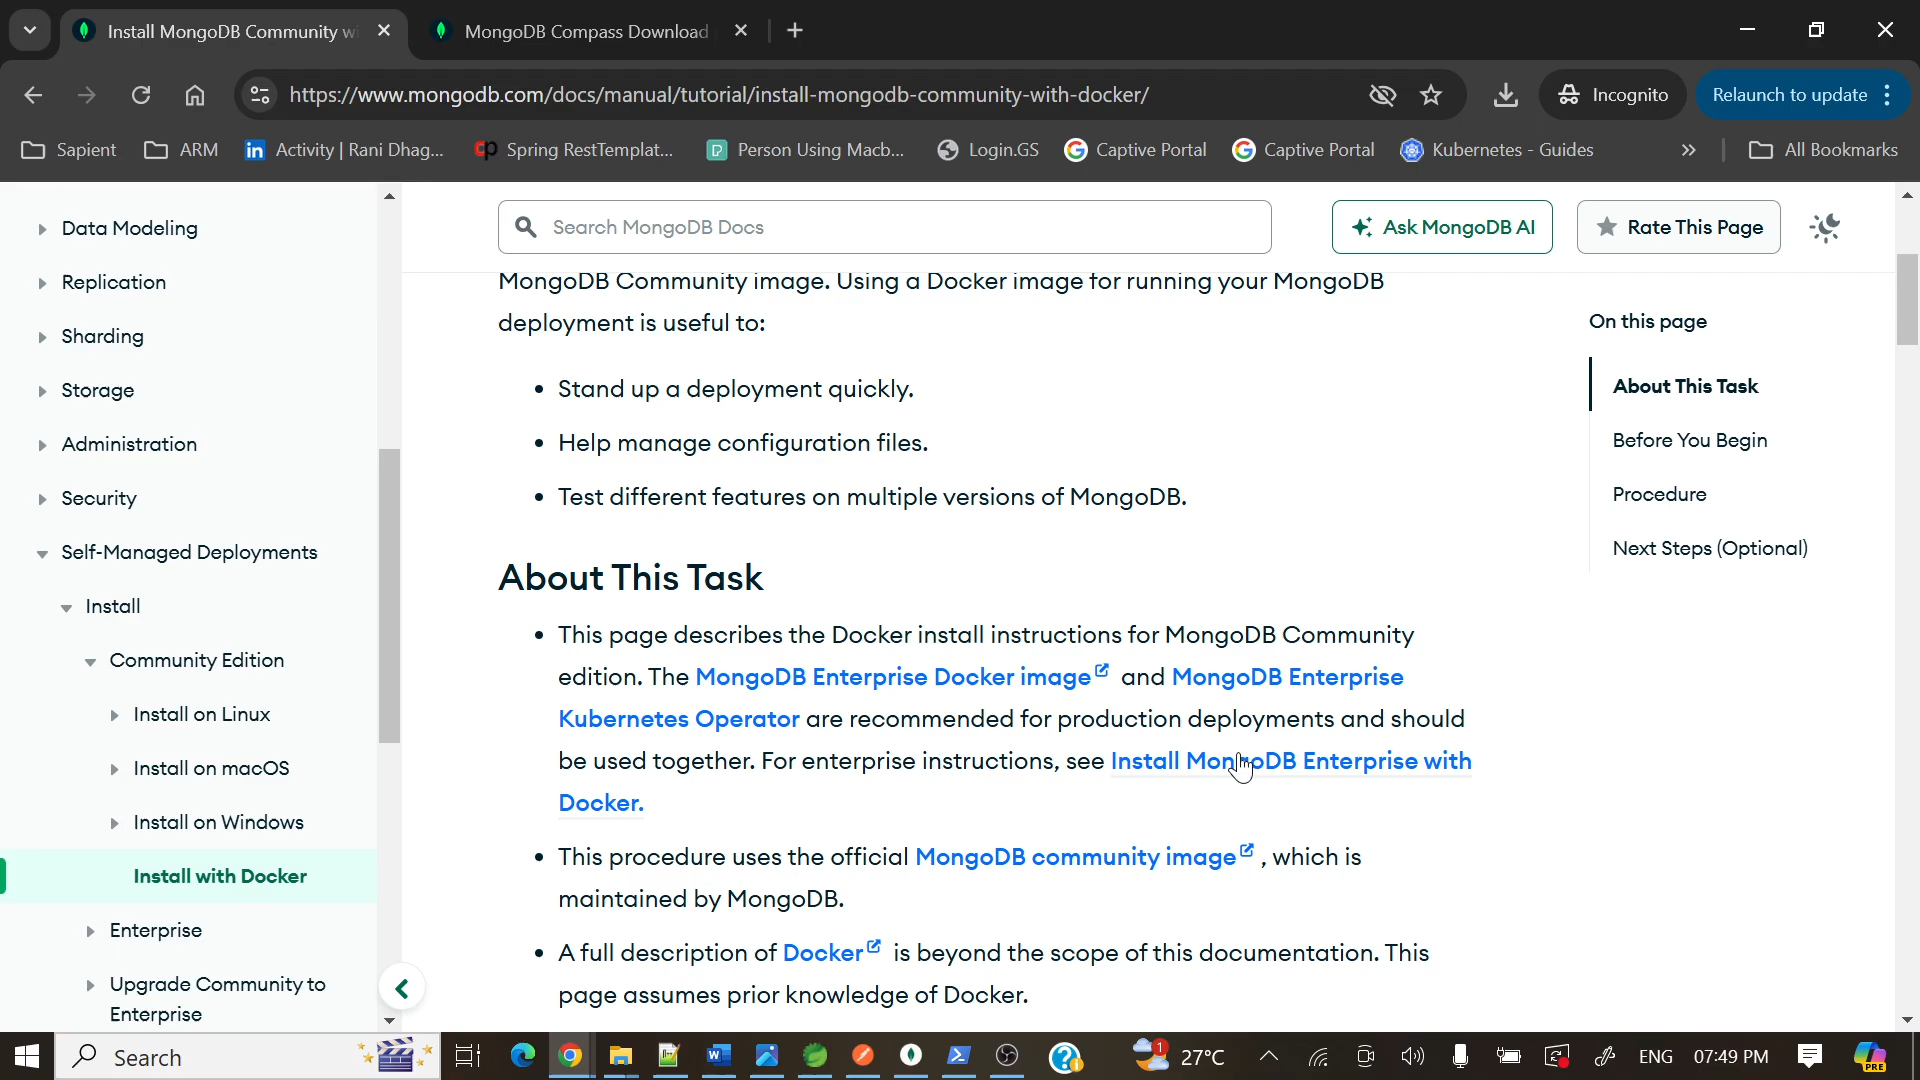 Install MongoDB Community wi
MongoDB Compass Download
https://www.mongodb.com/docs/manual/tutorial/install-mongodb-community-with-docker/
Incognito
Relaunch to update
Sapient
ARM
Activity | Rani Dhag...
Spring RestTemplat...
Person Using Macb...
Login.GS
Captive Portal
Captive Portal
Kubernetes - Guides
All Bookmarks
Search MongoDB Docs
Ask MongoDB AI
Rate This Page
Data Modeling
Replication
Sharding
Storage
Administration
Security
Self-Managed Deployments
Install
Community Edition
Install on Linux
Install on macOS
Install on Windows
Install with Docker
Enterprise
Upgrade Community to
Enterprise
MongoDB Community image. Using a Docker image for running your MongoDB
deployment is useful to:
• Stand up a deployment quickly.
• Help manage configuration files.
• Test different features on multiple versions of MongoDB.
About This Task
• This page describes the Docker install instructions for MongoDB Community
edition. The MongoDB Enterprise Docker image and MongoDB Enterprise
Kubernetes Operator are recommended for production deployments and should
be used together. For enterprise instructions, see Install MongoDB Enterprise with
Docker.
• This procedure uses the official MongoDB community image , which is
maintained by MongoDB.
• A full description of Docker is beyond the scope of this documentation. This
page assumes prior knowledge of Docker.
On this page
About This Task
Before You Begin
Procedure
Next Steps (Optional)
Search
1
27°C
ENG
07:49 PM
PRE